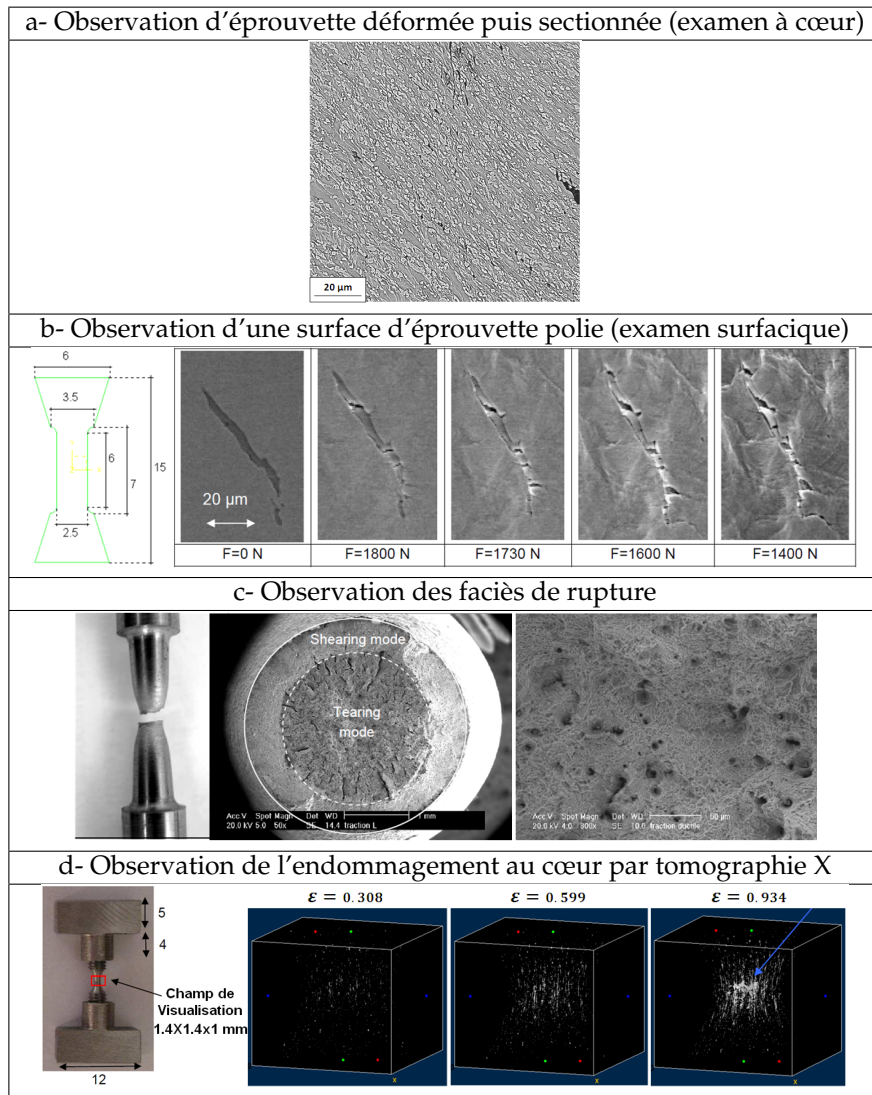 a- Observation d'éprouvette déformée puis sectionnée (examen à cœur)
20 µm
b- Observation d'une surface d'éprouvette polie (examen surfacique)
6
3.5
6
7
15
2.5
20 µm
F=0 N
F=1800 N
F=1730 N
F=1600 N
F=1400 N
c- Observation des faciès de rupture
Shearing mode
Tearing
mode
Acc.V Spot Magn Det WD 1 mm
20.0 kV 5.0 50x SE 14.4 traction L
Acc.V Spot Magn Det WD 50 µm
20.0 kV 4.0 300x SE 10.0 traction ductile
d- Observation de l'endommagement au cœur par tomographie X
5
4
Champ de
Visualisation
1.4X1.4x1 mm
12
ε = 0.308
ε = 0.599
ε = 0.934
x
x
x